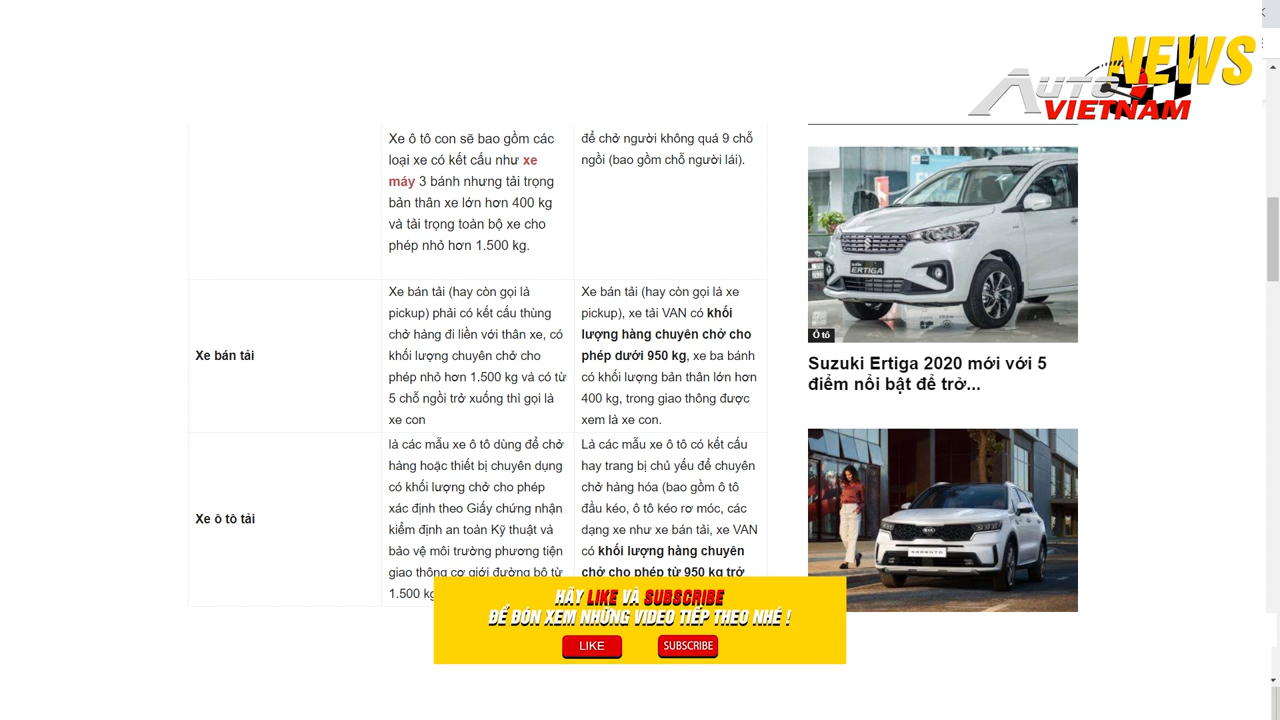 NEWS
AUTO
VIETNAM
Xe ô tô con sẽ bao gồm các
loại xe có kết cấu như xe
máy 3 bánh nhưng tải trọng
bản thân xe lớn hơn 400 kg
và tải trọng toàn bộ xe cho
phép nhỏ hơn 1.500 kg.
để chở người không quá 9 chỗ
ngồi (bao gồm chỗ người lái).
Xe bán tải
Xe bán tải (hay còn gọi là
pickup) phải có kết cấu thùng
chở hàng đi liền với thân xe, có
khối lượng chuyên chở cho
phép nhỏ hơn 1.500 kg và có từ
5 chỗ ngồi trở xuống thì gọi là
xe con
Xe bán tải (hay còn gọi là xe
pickup), xe tải VAN có khối
lượng hàng chuyên chở cho
phép dưới 950 kg, xe ba bánh
có khối lượng bản thân lớn hơn
400 kg, trong giao thông được
xem là xe con.
Xe ô tô tải
là các mẫu xe ô tô dùng để chở
hàng hoặc thiết bị chuyên dụng
có khối lượng chở cho phép
xác định theo Giấy chứng nhận
kiểm định an toàn Kỹ thuật và
bảo vệ môi trường phương tiện
giao thông cơ giới đường bộ từ
1.500 kg
Là các mẫu xe ô tô có kết cấu
hay trang bị chủ yếu để chuyên
chở hàng hóa (bao gồm ô tô
đầu kéo, ô tô kéo rơ móc, các
dạng xe như xe bán tải, xe VAN
có khối lượng hàng chuyên
chở cho phép từ 950 kg trở
ERTIGA
Ô tô
Suzuki Ertiga 2020 mới với 5
điểm nổi bật để trở...
KIA
SORENTO
HÃY LIKE VÀ SUBSCRIBE
ĐỂ ĐÓN XEM NHỮNG VIDEO TIẾP THEO NHÉ !
LIKE
SUBSCRIBE